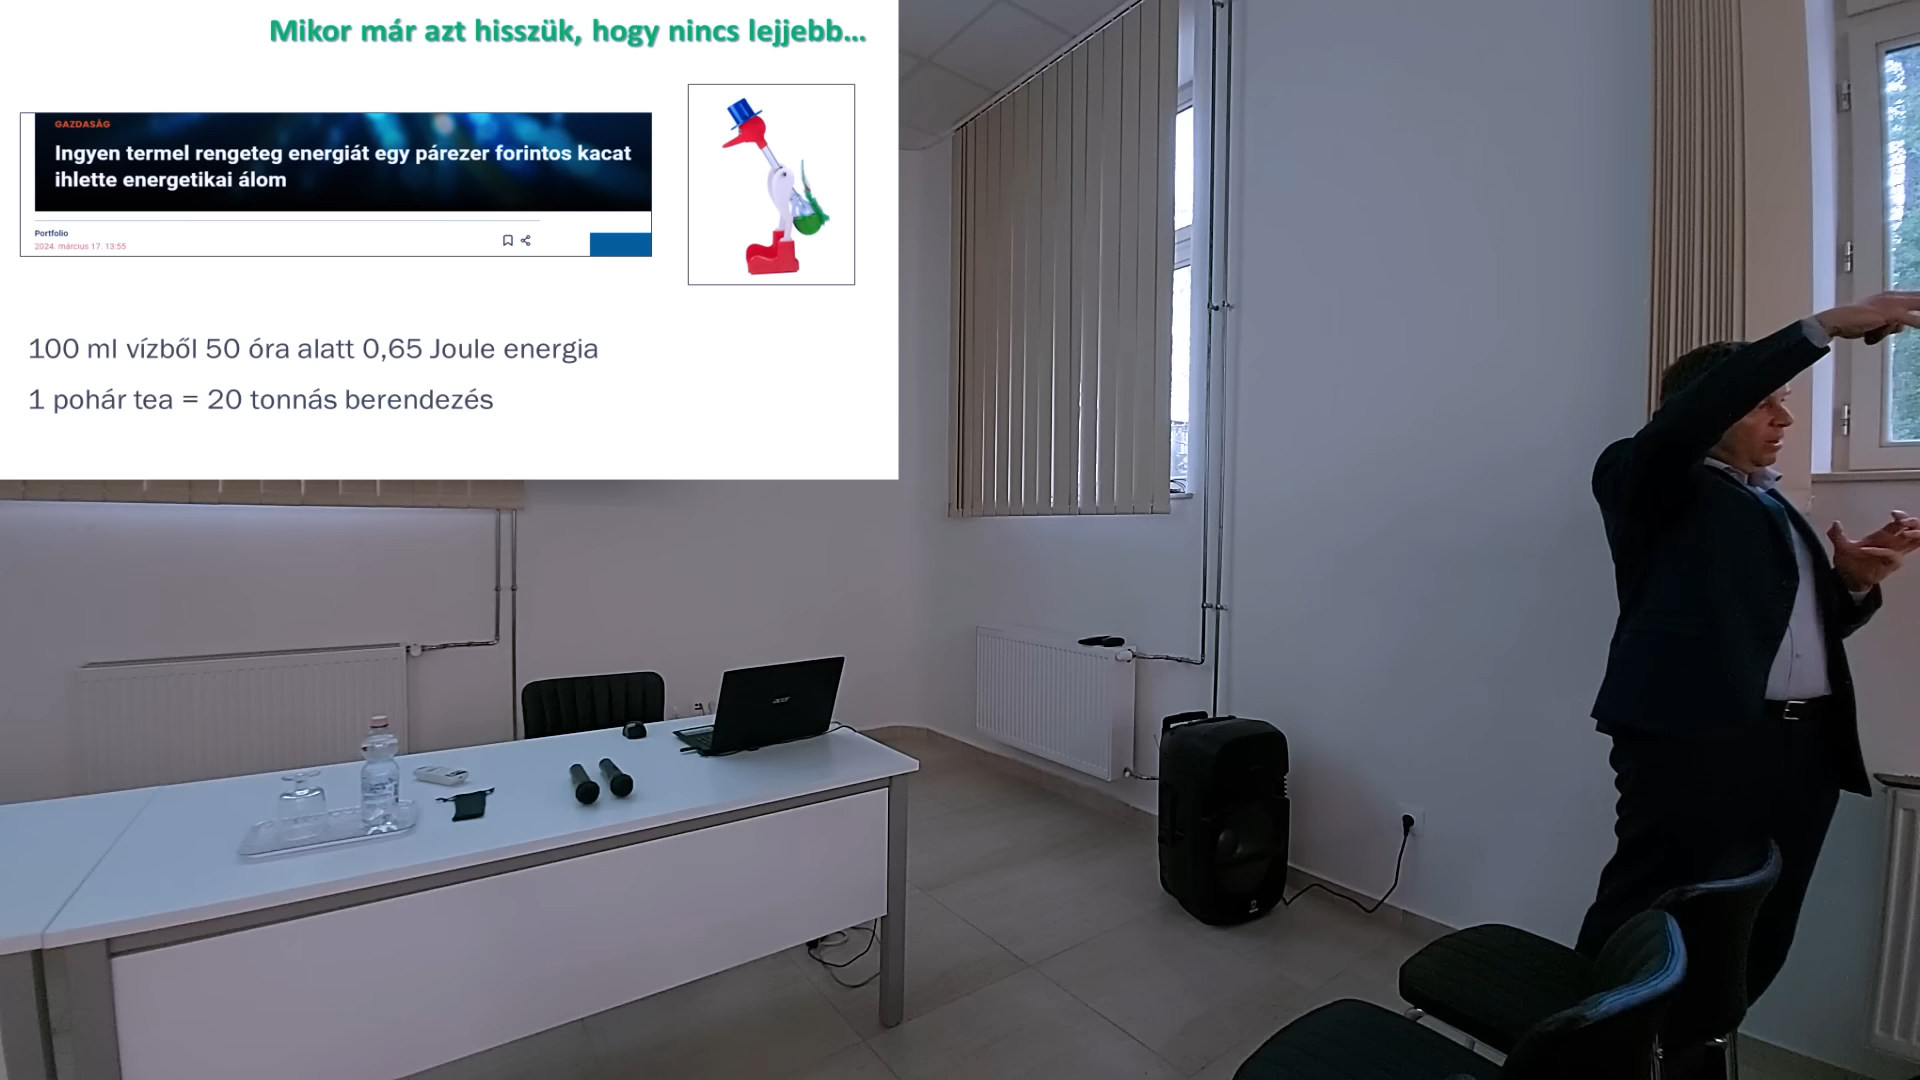 Mikor már azt hisszük, hogy nincs lejjebb...
GAZDASÁG
Ingyen termel rengeteg energiát egy párezer forintos kacat
ihlette energetikai álom
Portfolio
2024. március 17. 13:55
100 ml vízből 50 óra alatt 0,65 Joule energia
1 pohár tea = 20 tonnás berendezés
acer